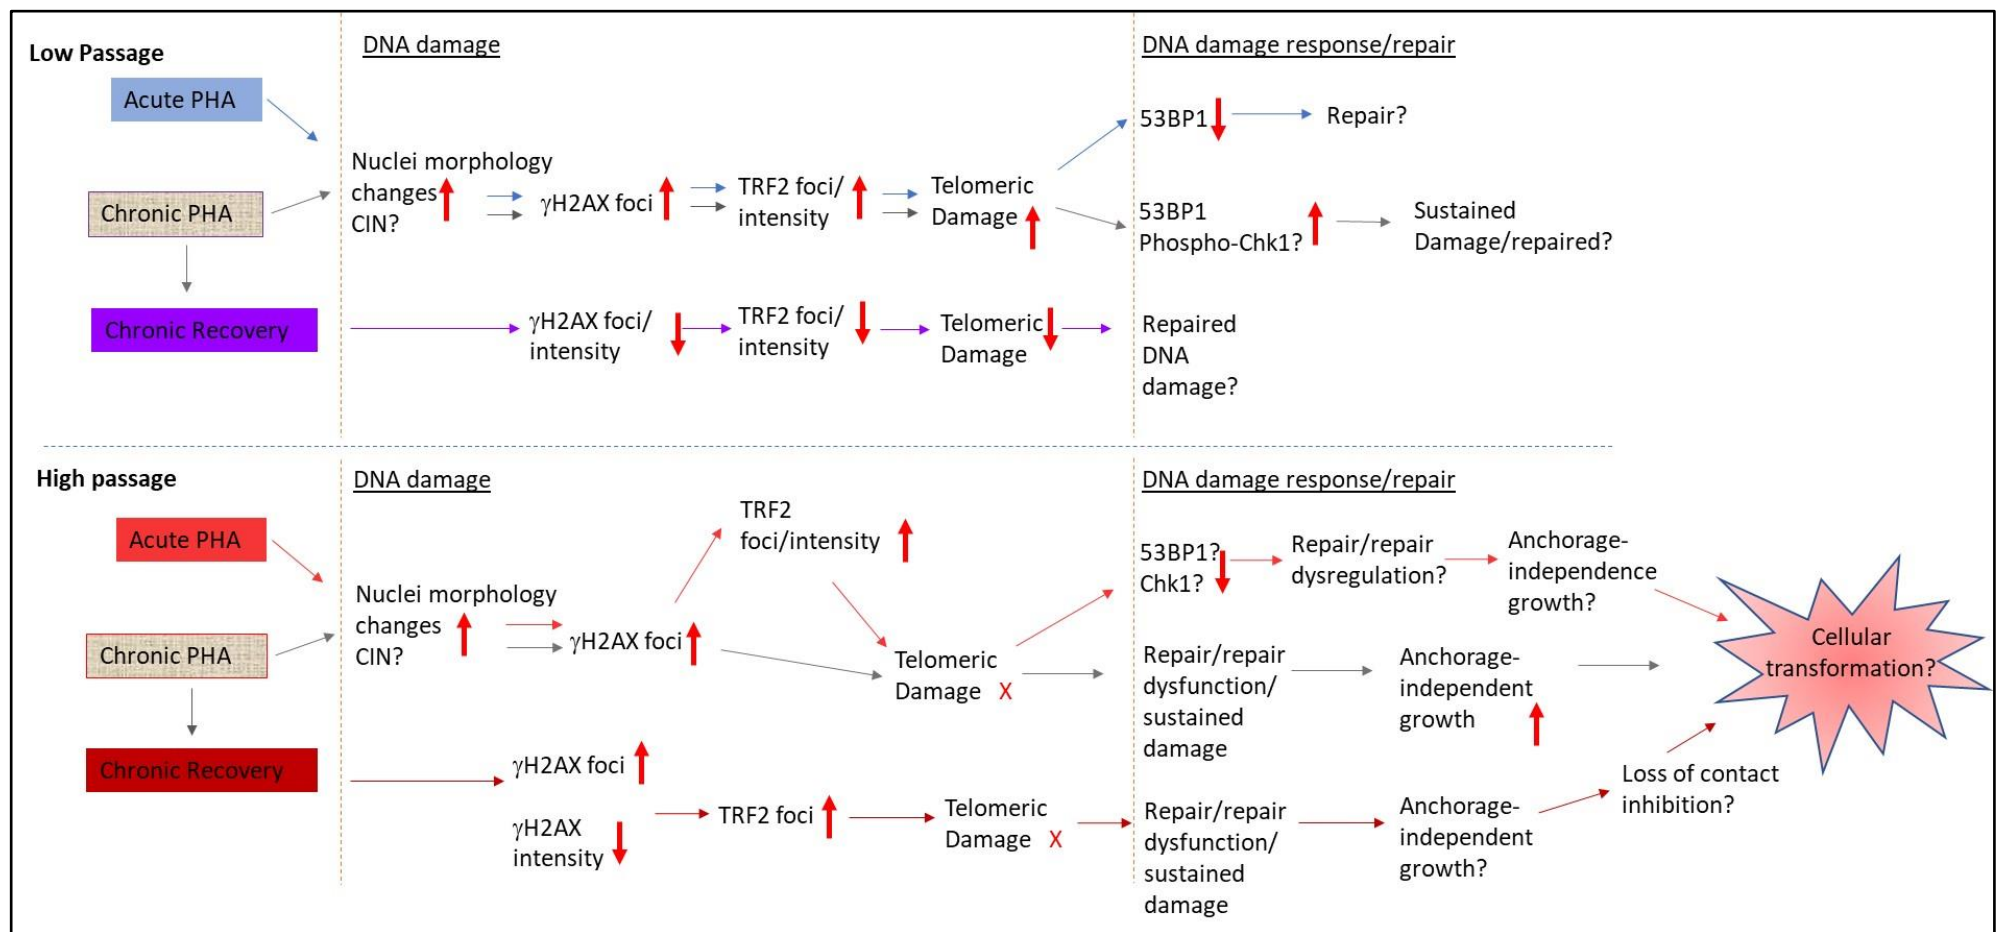 Low Passage
DNA damage
DNA damage response/repair
Acute PHA
53BP1
Repair?
Nuclei morphology
changes
CIN?
γH2AX foci
TRF2 foci/
intensity
Telomeric
Damage
Chronic PHA
53BP1
Phospho-Chk1?
Sustained
Damage/repaired?
Chronic Recovery
γH2AX foci/
intensity
TRF2 foci/
intensity
Telomeric
Damage
Repaired
DNA
damage?
High passage
DNA damage
DNA damage response/repair
Acute PHA
TRF2
foci/intensity
53BP1?
Chk1?
Repair/repair
dysregulation?
Anchorage-
independence
growth?
Nuclei morphology
changes
CIN?
γH2AX foci
Cellular
transformation?
Chronic PHA
Telomeric
Damage X
Repair/repair
dysfunction/
sustained
damage
Anchorage-
independent
growth
Chronic Recovery
γH2AX foci
γH2AX
intensity
TRF2 foci
Telomeric
Damage X
Repair/repair
dysfunction/
sustained
damage
Anchorage-
independent
growth?
Loss of contact
inhibition?